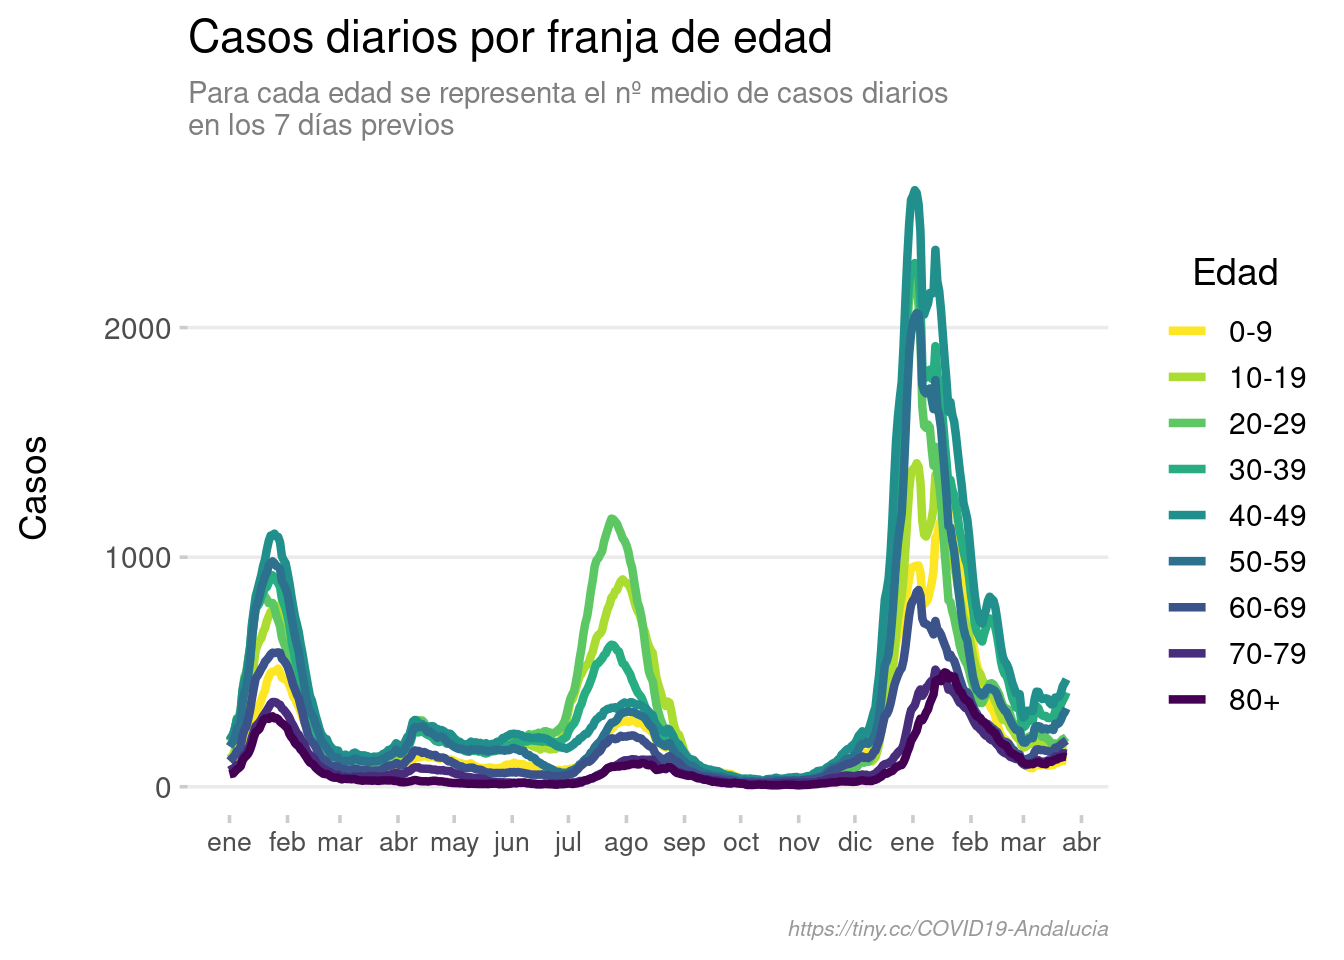 Casos diarios por franja de edad
Para cada edad se representa el nº medio de casos diarios
en los 7 días previos
Casos
2000
1000
0
ene feb mar abr may jun jul ago sep oct nov dic ene feb mar abr
Edad
0-9
10-19
20-29
30-39
40-49
50-59
60-69
70-79
80+
https://tiny.cc/COVID19-Andalucia